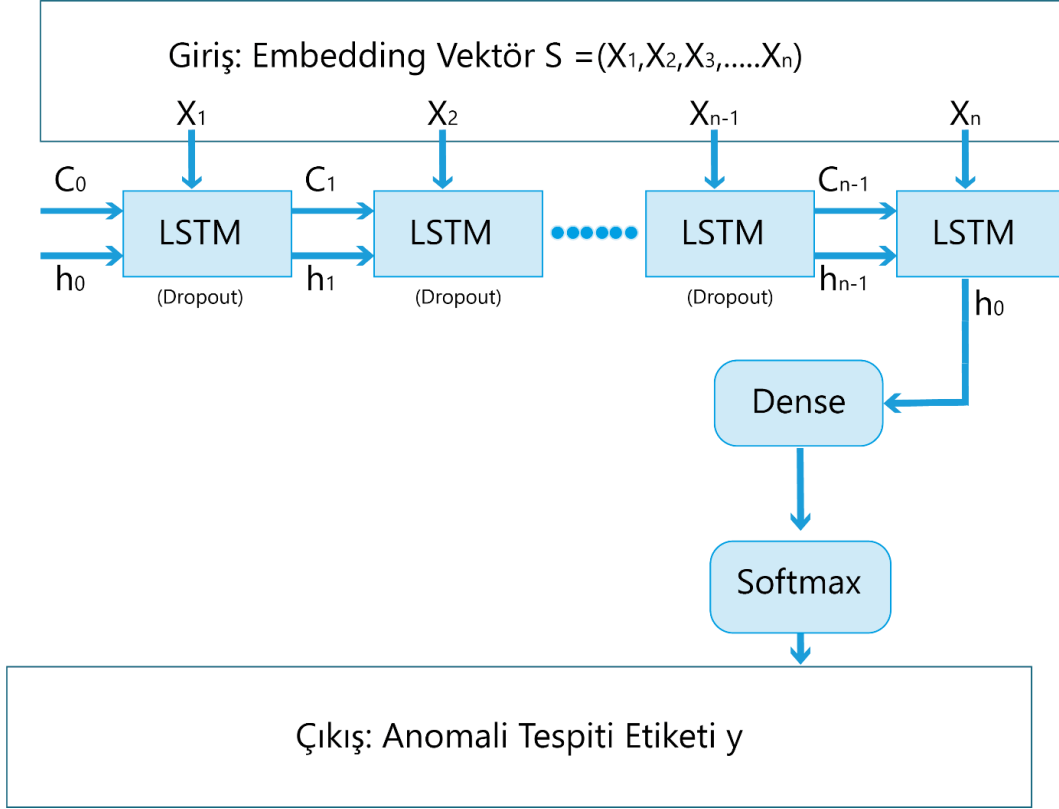 Giriş: Embedding Vektör S =(X₁,X₂,X₃,.....Xₙ)
X₁ X₂ Xₙ₋₁ Xₙ
C₀ C₁ Cₙ₋₁
LSTM LSTM LSTM LSTM
h₀ h₁ hₙ₋₁
(Dropout) (Dropout) (Dropout) h₀
Dense
Softmax
Çıkış: Anomali Tespiti Etiketi y